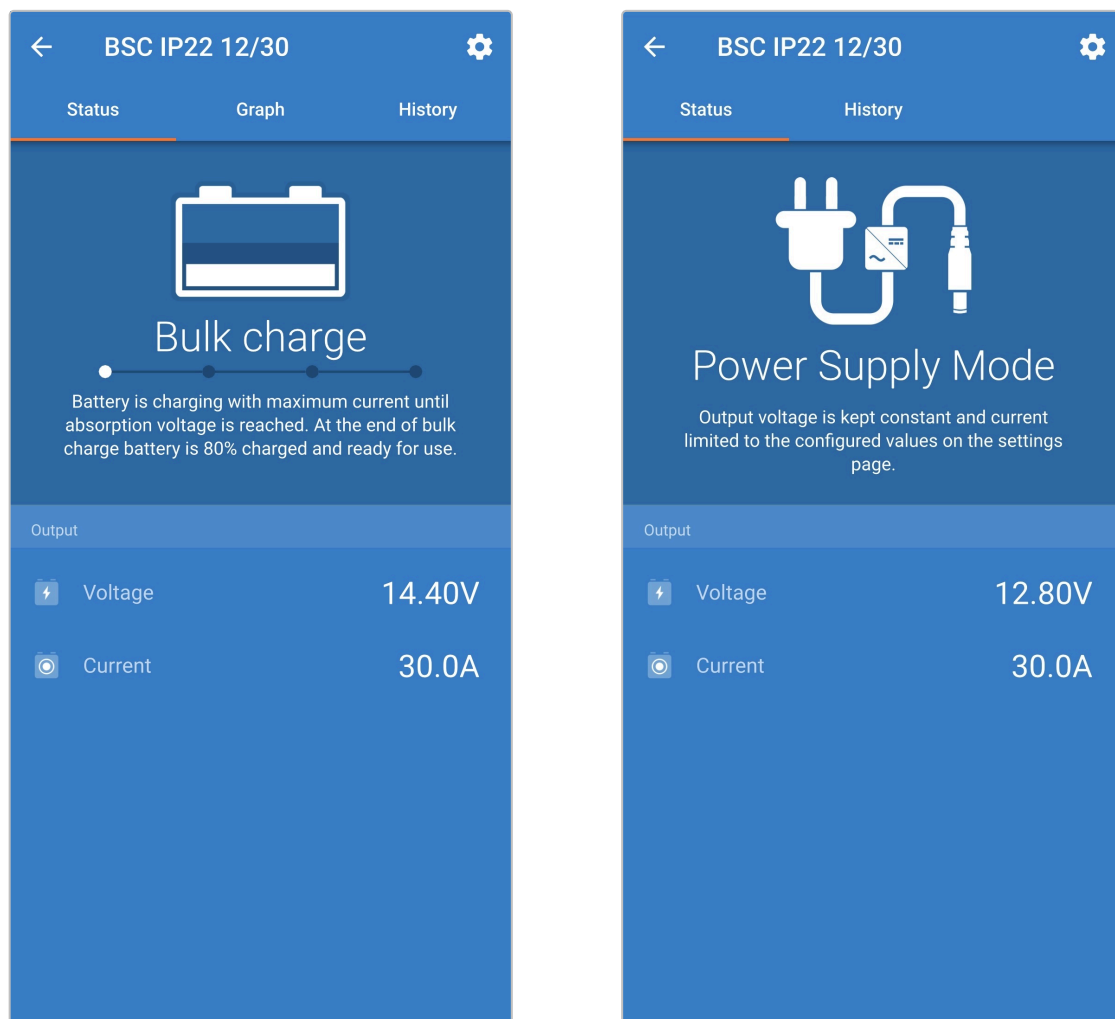 BSC IP22 12/30
Status Graph History
Bulk charge
Battery is charging with maximum current until
absorption voltage is reached. At the end of bulk
charge battery is 80% charged and ready for use.
Output
Voltage 14.40V
Current 30.0A
BSC IP22 12/30
Status History
Power Supply Mode
Output voltage is kept constant and current
limited to the configured values on the settings
page.
Output
Voltage 12.80V
Current 30.0A